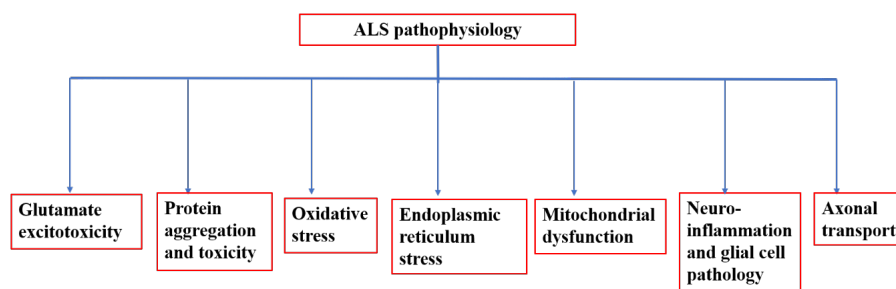 ALS pathophysiology
Glutamate
excitotoxicity
Protein
aggregation
and toxicity
Oxidative
stress
Endoplasmic
reticulum
stress
Mitochondrial
dysfunction
Neuro-
inflammation
and glial cell
pathology
Axonal
transport